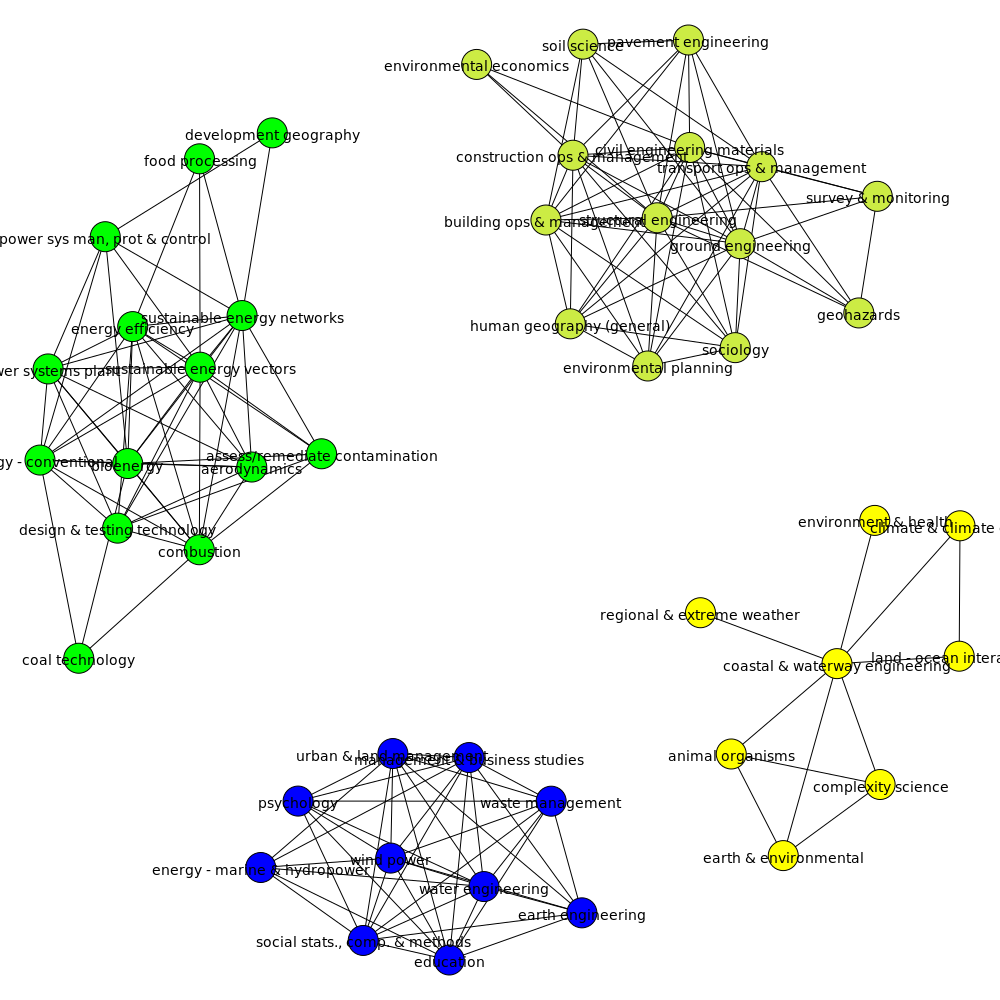 soil science
pavement engineering
environmental economics
development geography
food processing
civil engineering materials
construction ops & management
transport ops & management
survey & monitoring
building ops & management
structural engineering
power sys man, prot & control
ground engineering
geohazards
sustainable energy networks
energy efficiency
human geography (general)
sociology
environmental planning
wer systems plant
sustainable energy vectors
gy - conventional
bioenergy
assess/remediate contamination
aerodynamics
design & testing technology
combustion
environment & health
climate & climate
regional & extreme weather
coal technology
coastal & waterway engineering
land - ocean intera
urban & land management
management & business studies
animal organisms
complexity science
psychology
waste management
earth & environmental
wind power
energy - marine & hydropower
water engineering
earth engineering
social stats., comp. & methods
education